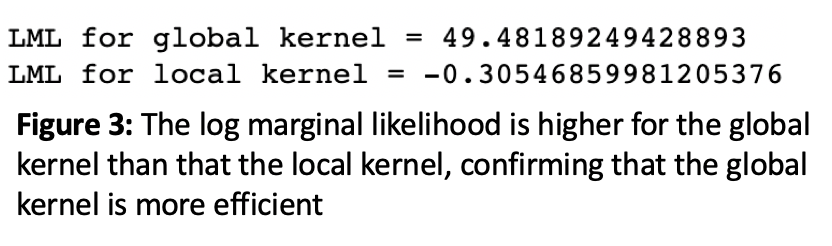 LML for global kernel = 49.48189249428893
LML for local kernel = -0.30546859981205376
Figure 3: The log marginal likelihood is higher for the global
kernel than that the local kernel, confirming that the global
kernel is more efficient